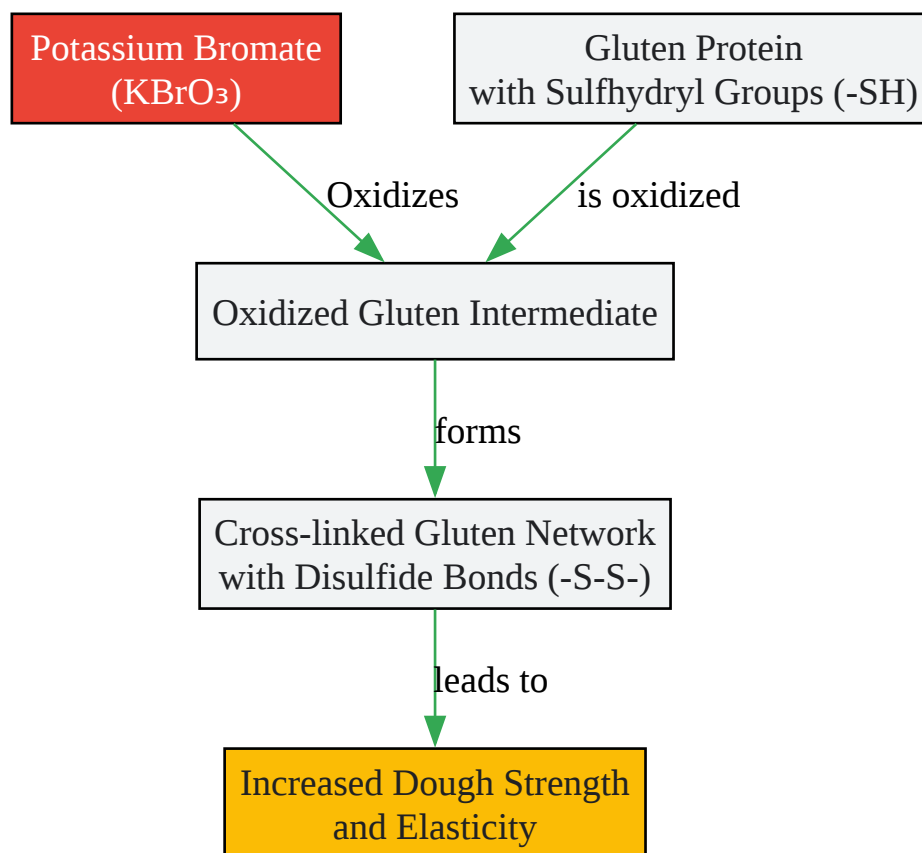 Potassium Bromate
(KBrO₃)
Gluten Protein
with Sulfhydryl Groups (-SH)
Oxidizes
is oxidized
Oxidized Gluten Intermediate
forms
Cross-linked Gluten Network
with Disulfide Bonds (-S-S-)
leads to
Increased Dough Strength
and Elasticity